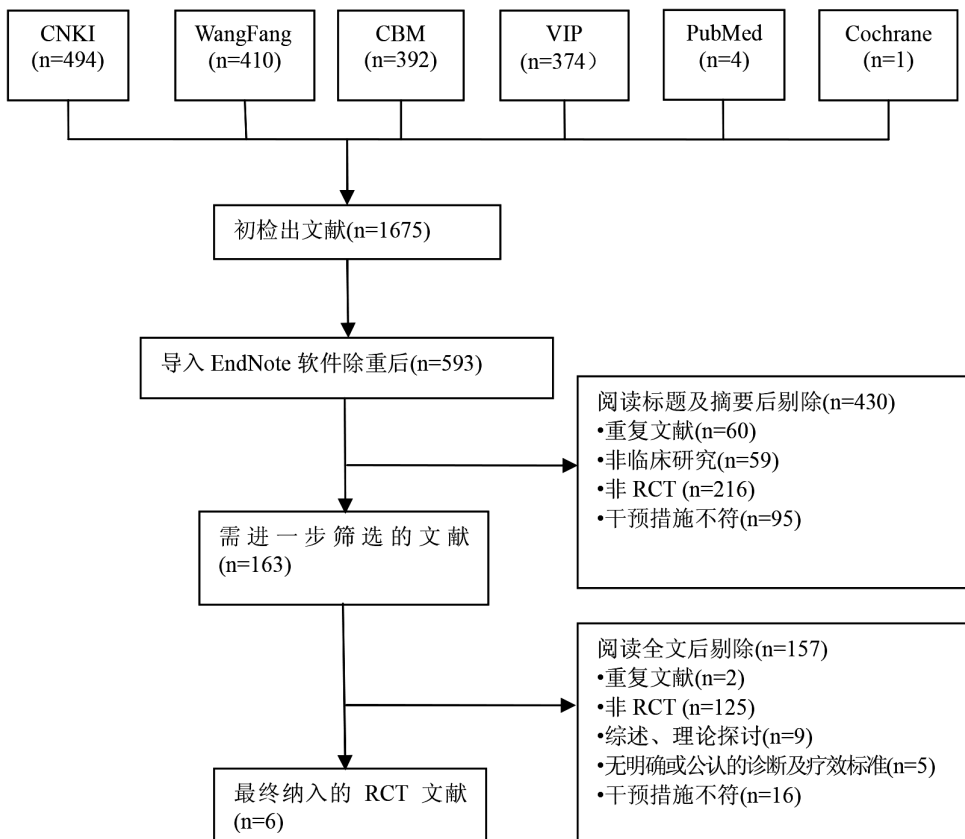 CNKI
(n=494)
WangFang
(n=410)
CBM
(n=392)
VIP
(n=374）
PubMed
(n=4)
Cochrane
(n=1)
初检出文献(n=1675)
导入 EndNote 软件除重后(n=593)
阅读标题及摘要后剔除(n=430)
•重复文献(n=60)
•非临床研究(n=59)
•非 RCT (n=216)
•干预措施不符(n=95)
需进一步筛选的文献
(n=163)
阅读全文后剔除(n=157)
•重复文献(n=2)
•非 RCT (n=125)
•综述、理论探讨(n=9)
•无明确或公认的诊断及疗效标准(n=5)
•干预措施不符(n=16)
最终纳入的 RCT 文献
(n=6)